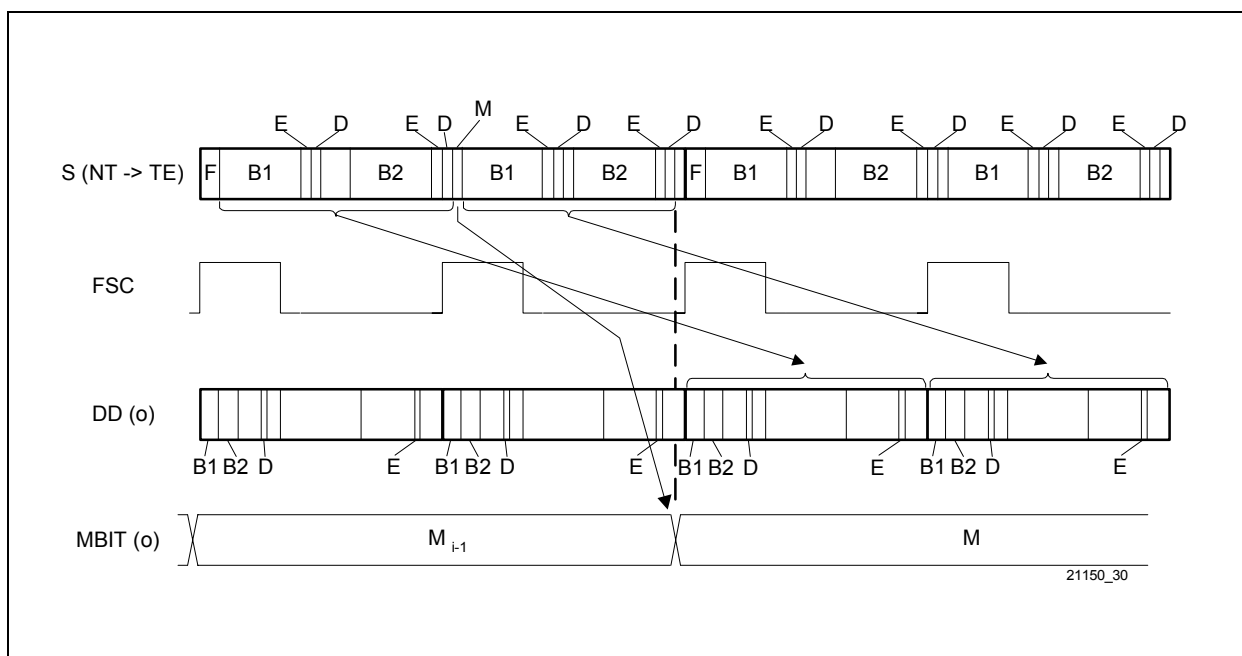 M
E D E D E D E D E D E D E D E D
S (NT -> TE) F B1 B2 B1 B2 F B1 B2 B1 B2
FSC
DD (o)
B1 B2 D E B1 B2 D E B1 B2 D E B1 B2 D E
MBIT (o) M i-1 M
21150_30